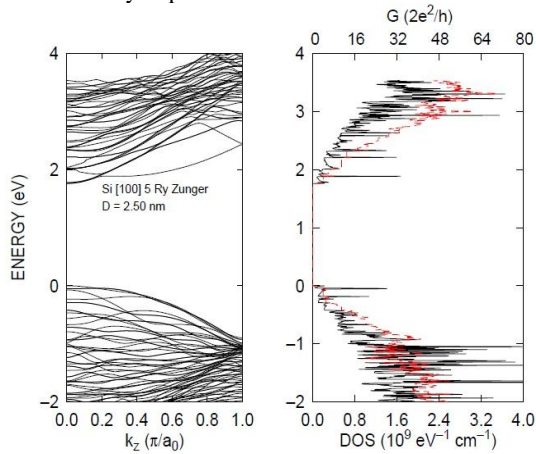 G (2e²/h)
0 16 32 48 64 80
4
3
2
1
0
−1
−2
ENERGY (eV)
Si [100] 5 Ry Zunger
D = 2.50 nm
0.0 0.2 0.4 0.6 0.8 1.0
k_z (π/a₀)
4
3
2
1
0
−1
−2
0.0 0.8 1.6 2.4 3.2 4.0
DOS (10⁹ eV⁻¹ cm⁻¹)